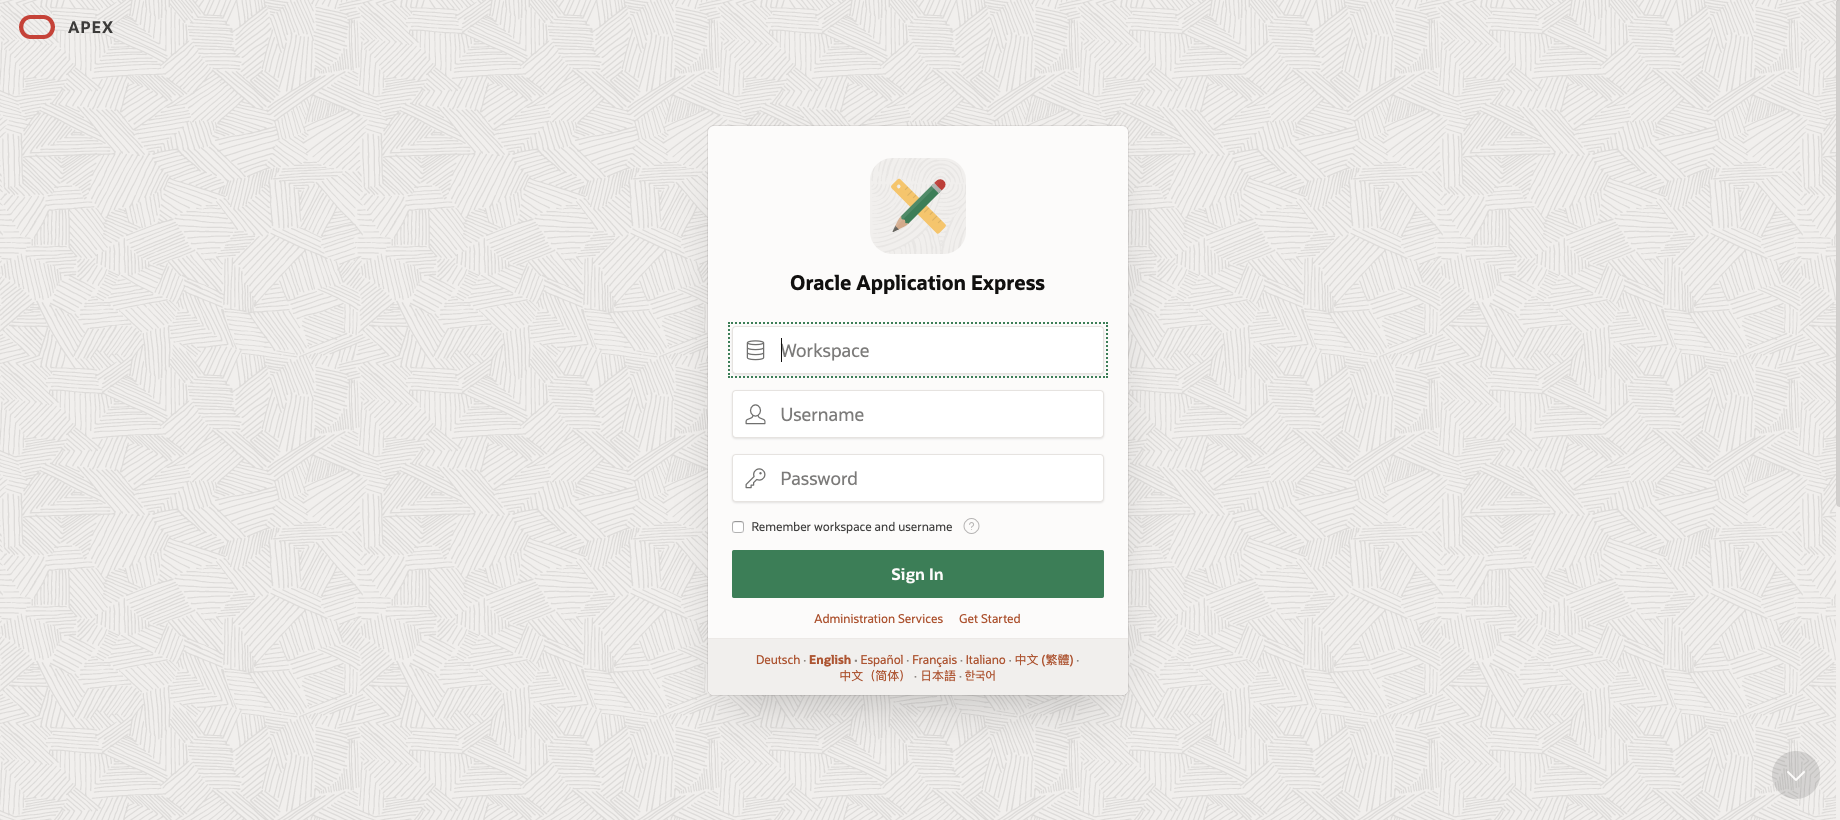 APEX
Oracle Application Express
Workspace
Username
Password
Remember workspace and username ?
Sign In
Administration Services Get Started
Deutsch · English · Español · Français · Italiano · 中文 (繁體) ·
中文（简体） · 日本語 · 한국어